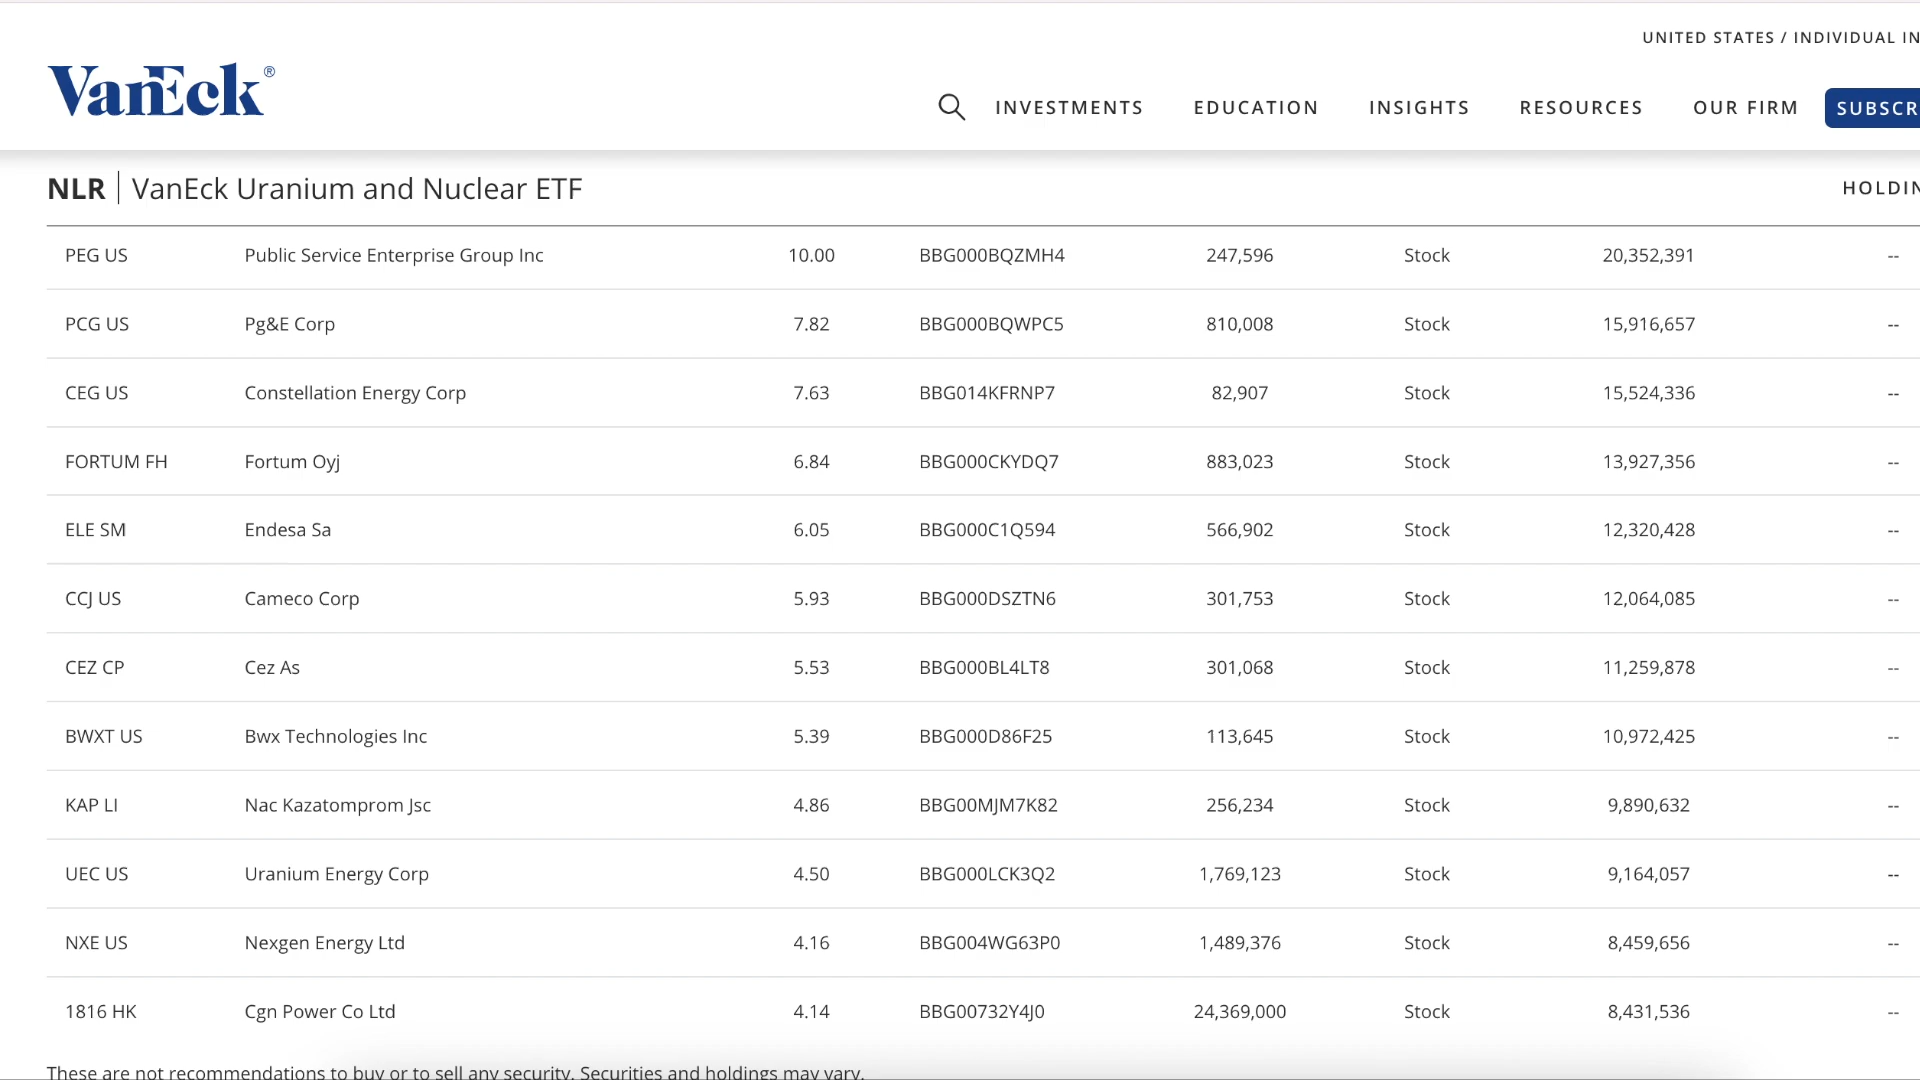 UNITED STATES / INDIVIDUAL IN
VanEck®
INVESTMENTS EDUCATION INSIGHTS RESOURCES OUR FIRM SUBSCR
NLR | VanEck Uranium and Nuclear ETF HOLDIN
PEG US Public Service Enterprise Group Inc 10.00 BBG000BQZMH4 247,596 Stock 20,352,391 --
PCG US Pg&E Corp 7.82 BBG000BQWPC5 810,008 Stock 15,916,657 --
CEG US Constellation Energy Corp 7.63 BBG014KFRNP7 82,907 Stock 15,524,336 --
FORTUM FH Fortum Oyj 6.84 BBG000CKYDQ7 883,023 Stock 13,927,356 --
ELE SM Endesa Sa 6.05 BBG000C1Q594 566,902 Stock 12,320,428 --
CCJ US Cameco Corp 5.93 BBG000DSZTN6 301,753 Stock 12,064,085 --
CEZ CP Cez As 5.53 BBG000BL4LT8 301,068 Stock 11,259,878 --
BWXT US Bwx Technologies Inc 5.39 BBG000D86F25 113,645 Stock 10,972,425 --
KAP LI Nac Kazatomprom Jsc 4.86 BBG00MJM7K82 256,234 Stock 9,890,632 --
UEC US Uranium Energy Corp 4.50 BBG000LCK3Q2 1,769,123 Stock 9,164,057 --
NXE US Nexgen Energy Ltd 4.16 BBG004WG63P0 1,489,376 Stock 8,459,656 --
1816 HK Cgn Power Co Ltd 4.14 BBG00732Y4J0 24,369,000 Stock 8,431,536 --
These are not recommendations to buy or to sell any security. Securities and holdings may vary.